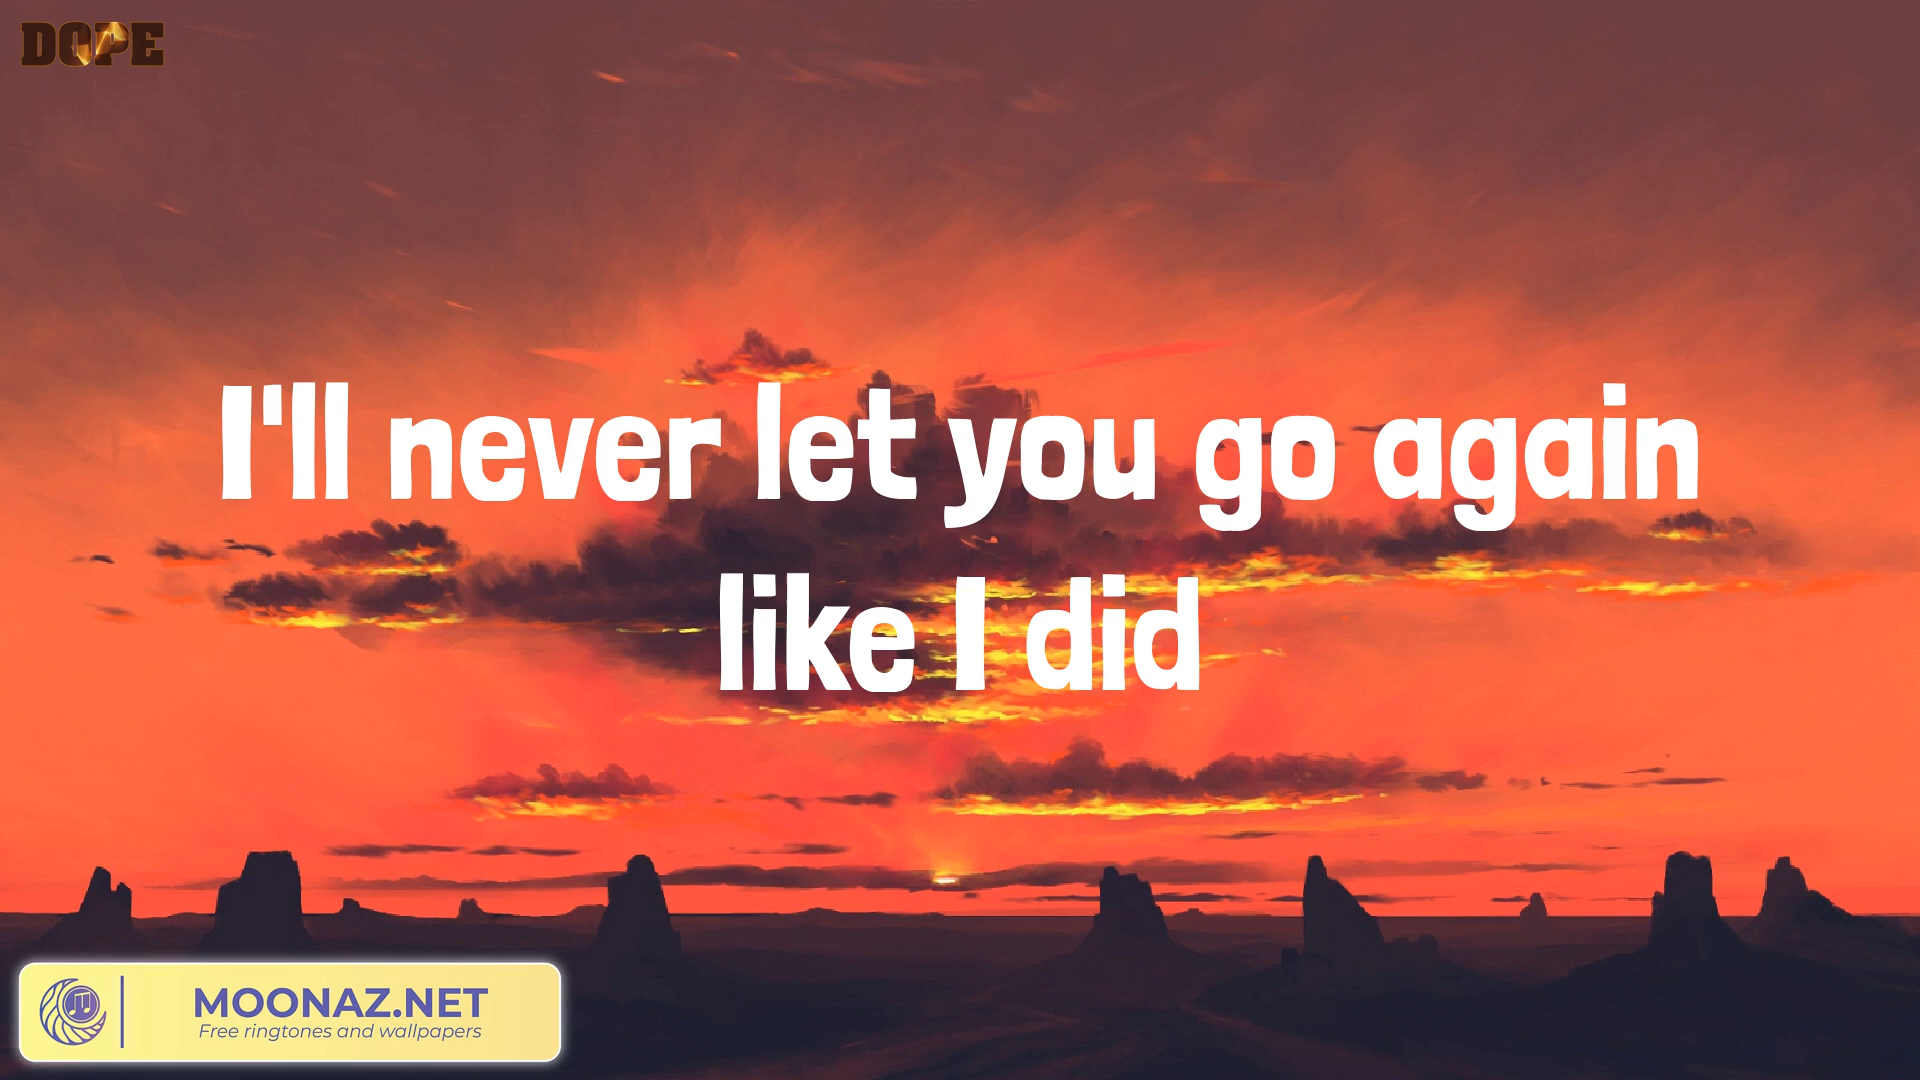 DOPE
I'll never let you go again
like I did
MOONAZ.NET
Free ringtones and wallpapers